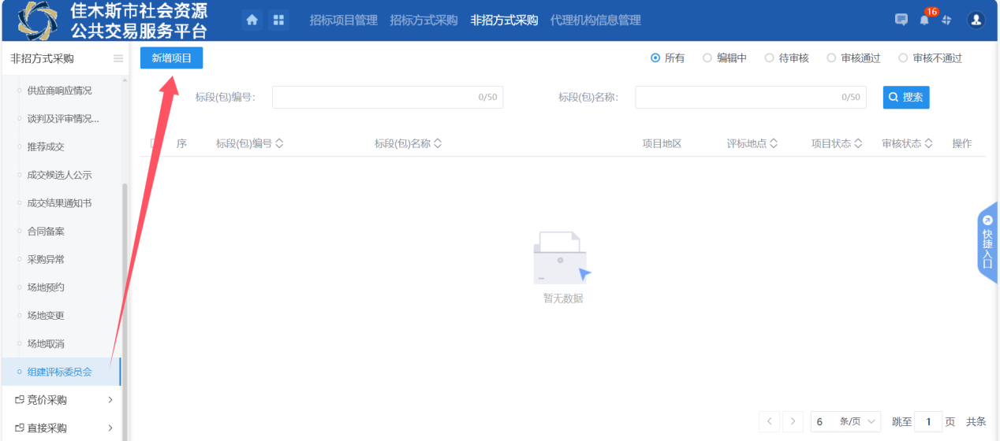 佳木斯市社会资源
公共交易服务平台
招标项目管理 招标方式采购 非招方式采购 代理机构信息管理
16
非招方式采购
新增项目
所有 编辑中 待审核 审核通过 审核不通过
供应商响应情况
标段(包)编号: 0/50 标段(包)名称: 0/50 搜索
谈判及评审情况...
序 标段(包)编号 标段(包)名称 项目地区 评标地点 项目状态 审核状态 操作
推荐成交
成交候选人公示
成交结果通知书
合同备案
采购异常
场地预约
场地变更
场地取消
组建评标委员会
竞价采购
直接采购
暂无数据
快捷入口
6 条/页 跳至 1 页 共条